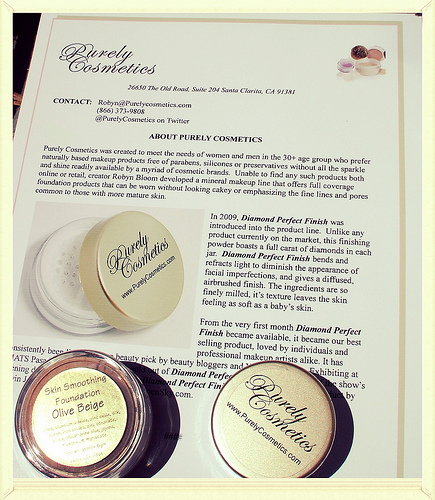 Purely
Cosmetics
26650 The Old Road, Suite 204 Santa Clarita, CA 91381
CONTACT: Robyn@Purelycosmetics.com
(866) 373-9808
@PurelyCosmetics on Twitter
ABOUT PURELY COSMETICS
Purely Cosmetics was created to meet the needs of women and men in the 30+ age group who prefer
naturally based makeup products free of parabens, silicones or preservatives without all the sparkle
and shine readily available by a myriad of cosmetic brands. Unable to find any such products both
online or retail, creator Robyn Bloom developed a mineral makeup line that offers full coverage
foundation products that can be worn without looking cakey or emphasizing the fine lines and pores
common to those with more mature skin.
In 2009, Diamond Perfect Finish was
introduced into the product line. Unlike any
product currently on the market, this finishing
powder boasts a full carat of diamonds in each
jar. Diamond Perfect Finish bends and
refracts light to diminish the appearance of
facial imperfections, and gives a diffused,
airbrushed finish. The ingredients are so
finely milled, it's texture leaves the skin
feeling as soft as a baby's skin.
Purely
Cosmetics
www.PurelyCosmetics.com
From the very first month Diamond Perfect
Finish became available, it became our best
selling product, loved by individuals and
professional makeup artists alike. It has
beauty pick by beauty bloggers and
Exhibiting at
out of Diamond Perfect
the show's
Skin Smoothing
Foundation
Olive Beige
Purely
Cosmetics
www.PurelyCosmetics.com